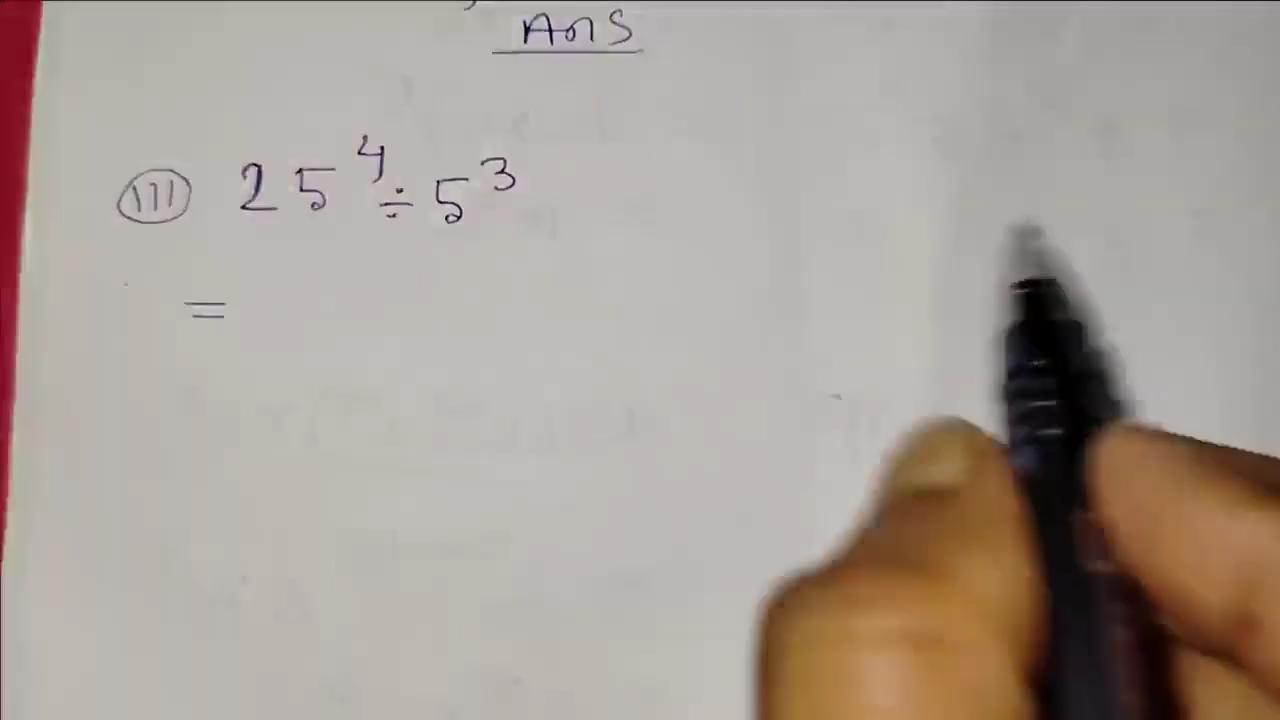 Ans
(iii) 25⁴ ÷ 5³
=